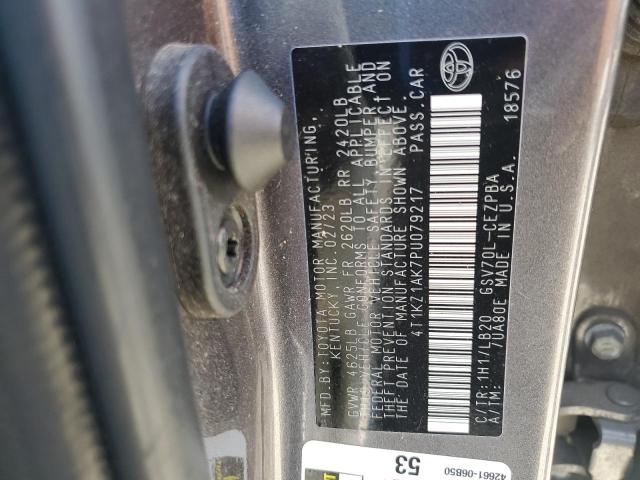 MFD. BY: TOYOTA MOTOR MANUFACTURING,
KENTUCKY, INC. 02/23
GVWR 4625LB GAWR FR 2620LB RR 2420LB
THIS VEHICLE CONFORMS TO ALL APPLICABLE
FEDERAL MOTOR VEHICLE SAFETY, BUMPER AND
THEFT PREVENTION STANDARDS IN EFFECT ON
THE DATE OF MANUFACTURE SHOWN ABOVE.
4T1KZ1AK7PU079217 PASS. CAR
C/TR: 1H1/LB20 GSV70L-CEZPBA
A/TM: /UA80E MADE IN U.S.A.
18576
53
42661-06B50